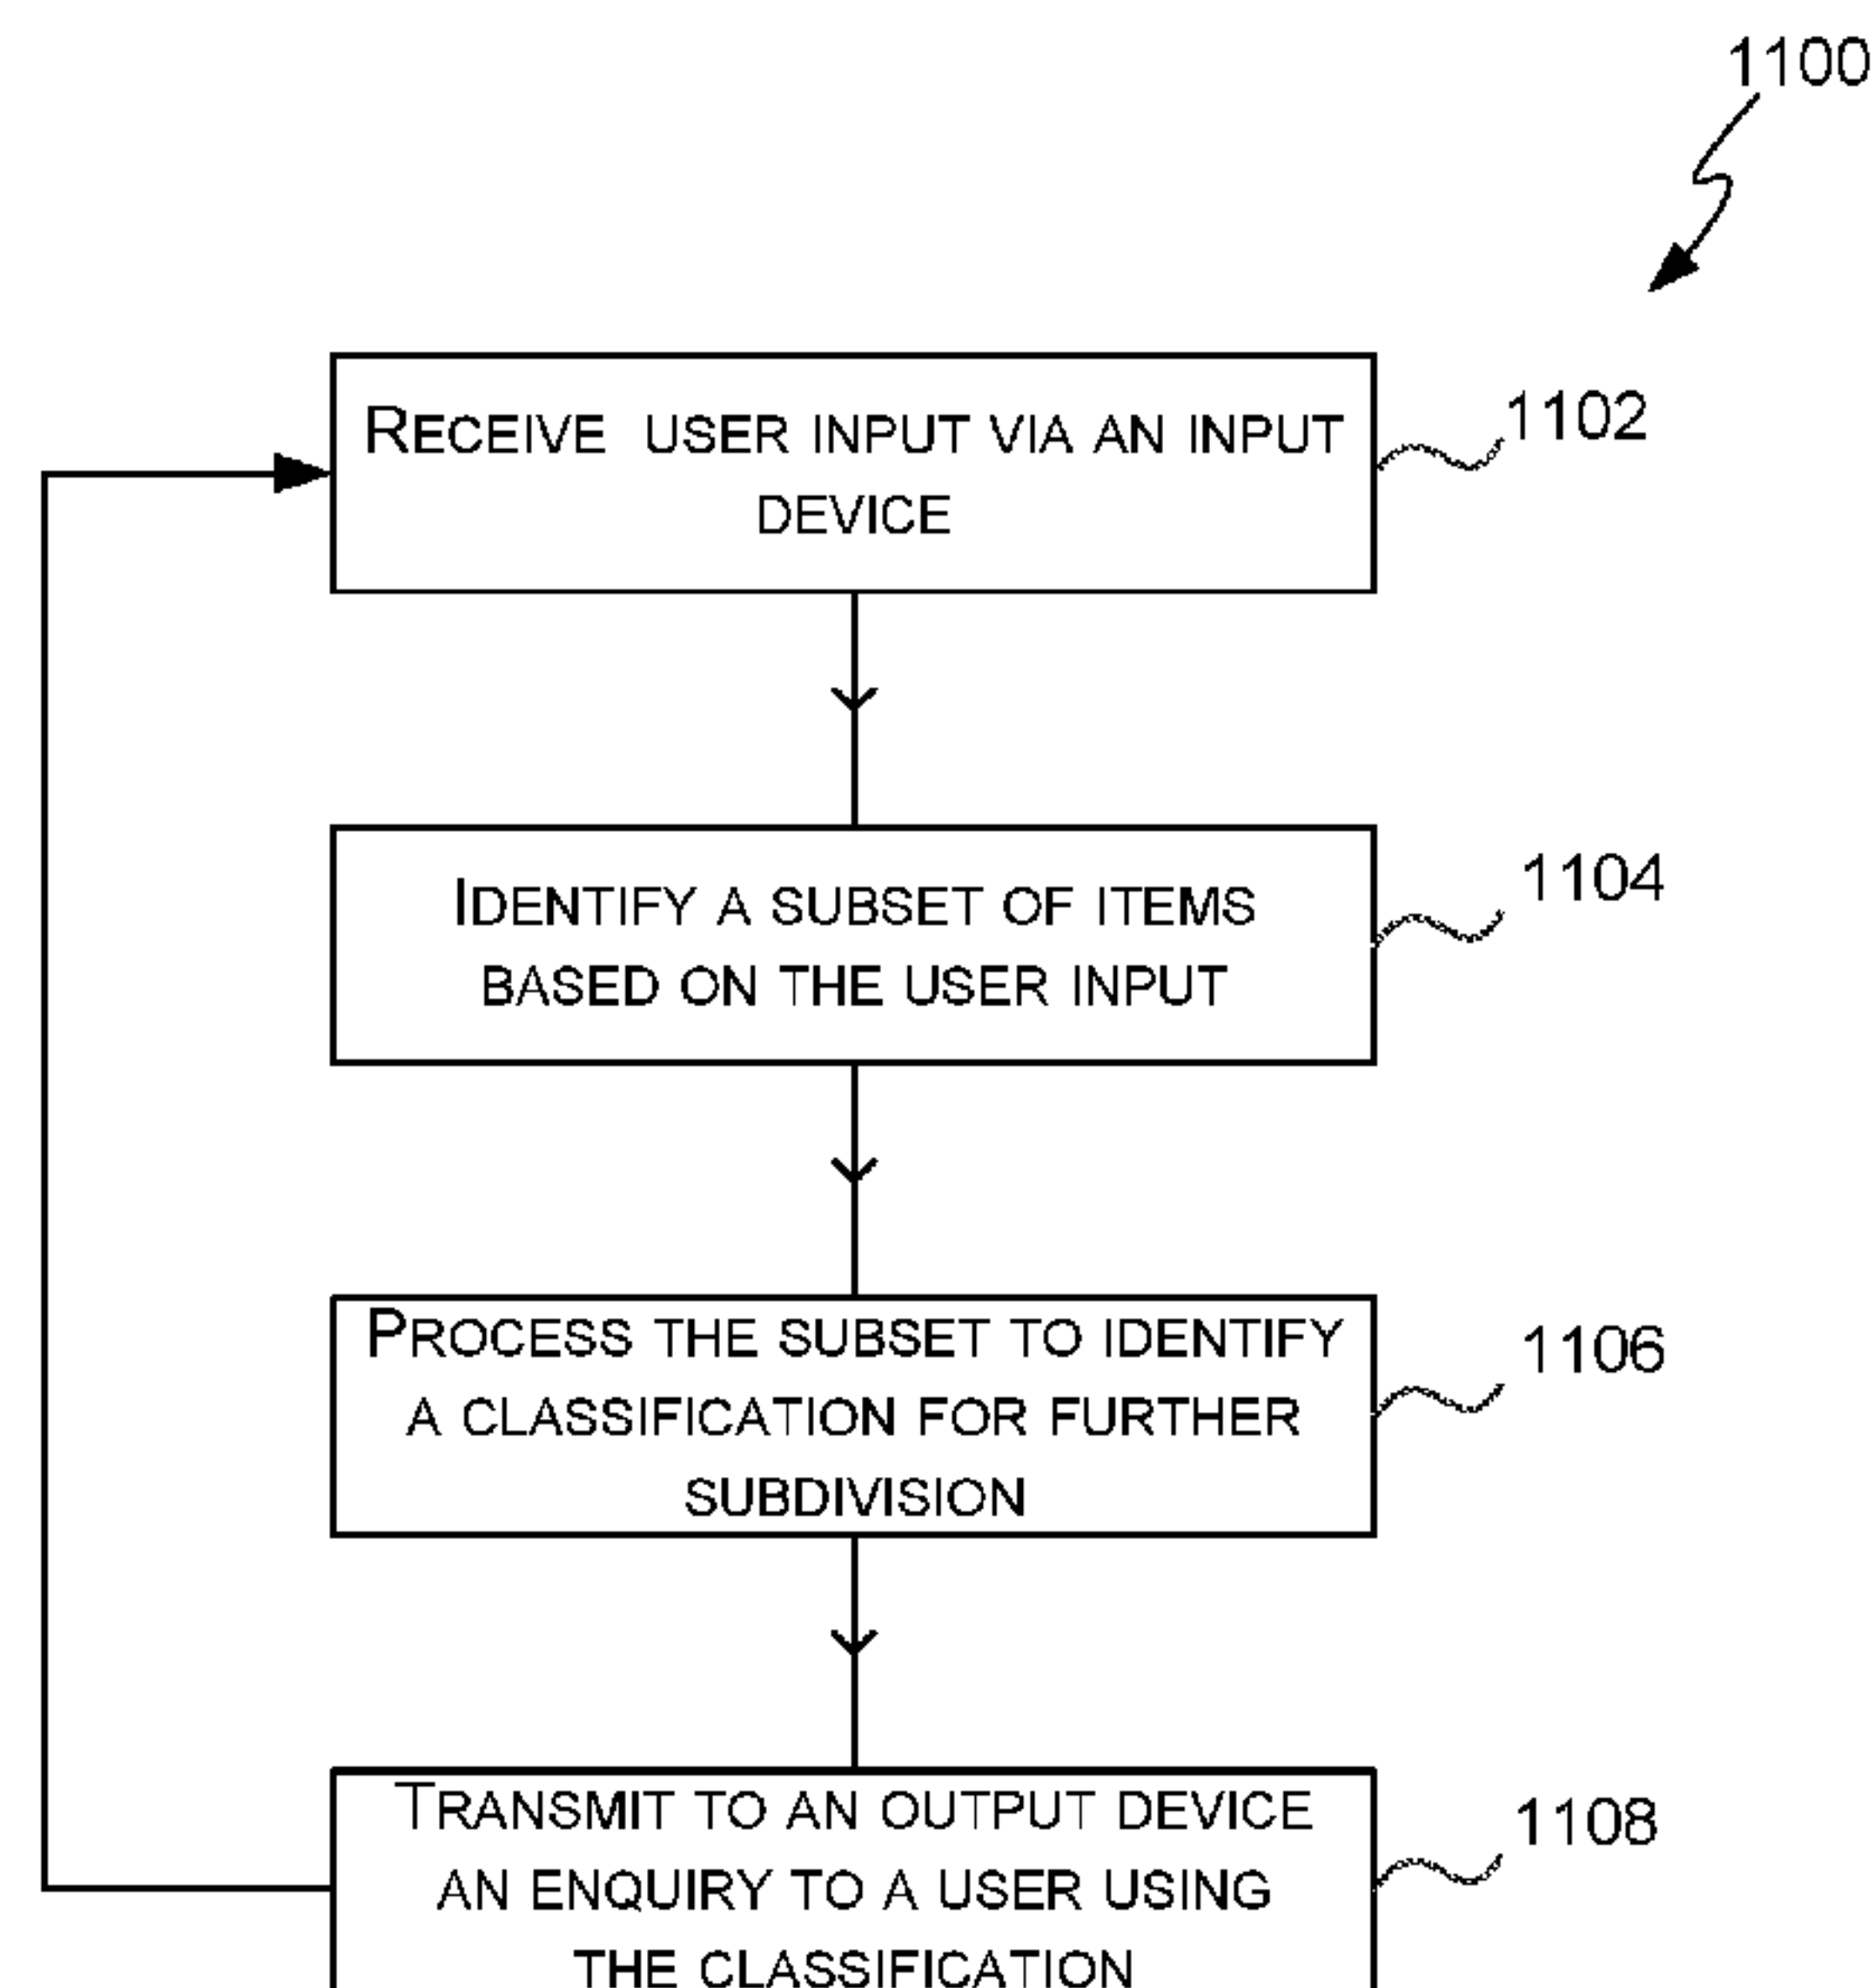 1100
RECEIVE USER INPUT VIA AN INPUT
DEVICE
1102
IDENTIFY A SUBSET OF ITEMS
BASED ON THE USER INPUT
1104
PROCESS THE SUBSET TO IDENTIFY
A CLASSIFICATION FOR FURTHER
SUBDIVISION
1106
TRANSMIT TO AN OUTPUT DEVICE
AN ENQUIRY TO A USER USING
THE CLASSIFICATION
1108